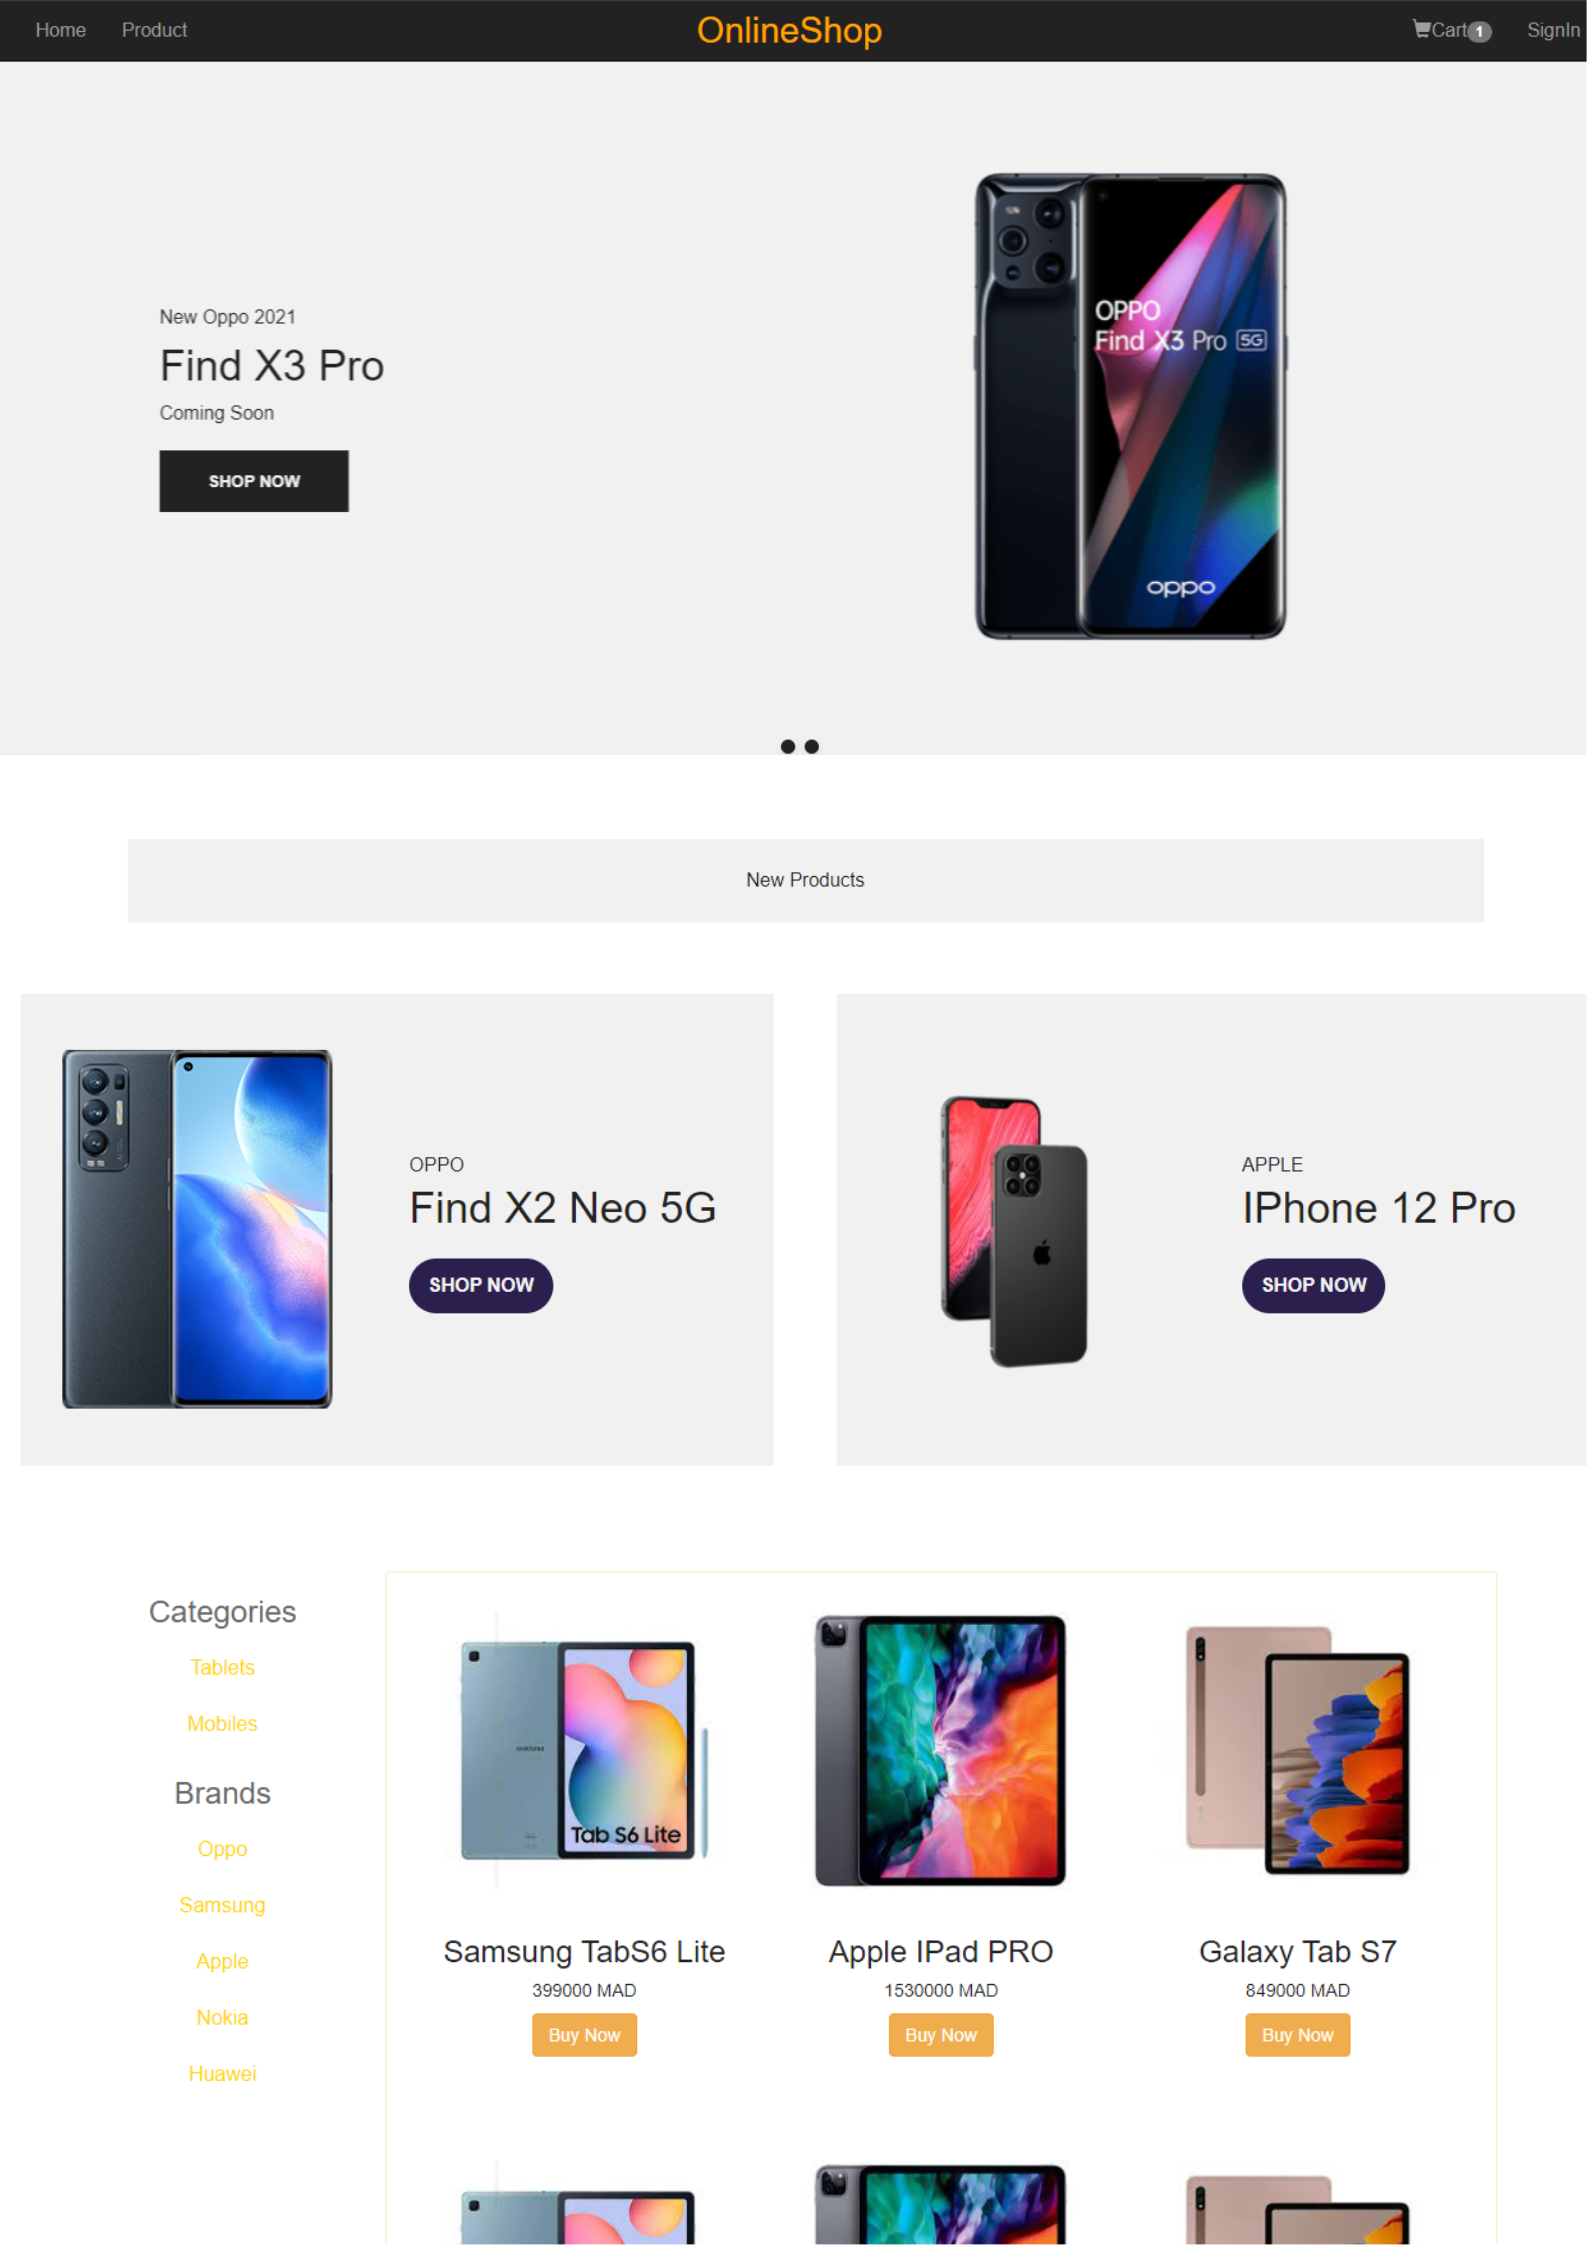 Home Product OnlineShop Cart 1 SignIn
OPPO
Find X3 Pro 5G
oppo
New Oppo 2021
Find X3 Pro
Coming Soon
SHOP NOW
New Products
OPPO
Find X2 Neo 5G
SHOP NOW
APPLE
IPhone 12 Pro
SHOP NOW
Categories
Tablets
Mobiles
Brands
Oppo
Samsung
Apple
Nokia
Huawei
SAMSUNG
Tab S6 Lite
Samsung TabS6 Lite
399000 MAD
Buy Now
Apple IPad PRO
1530000 MAD
Buy Now
Galaxy Tab S7
849000 MAD
Buy Now